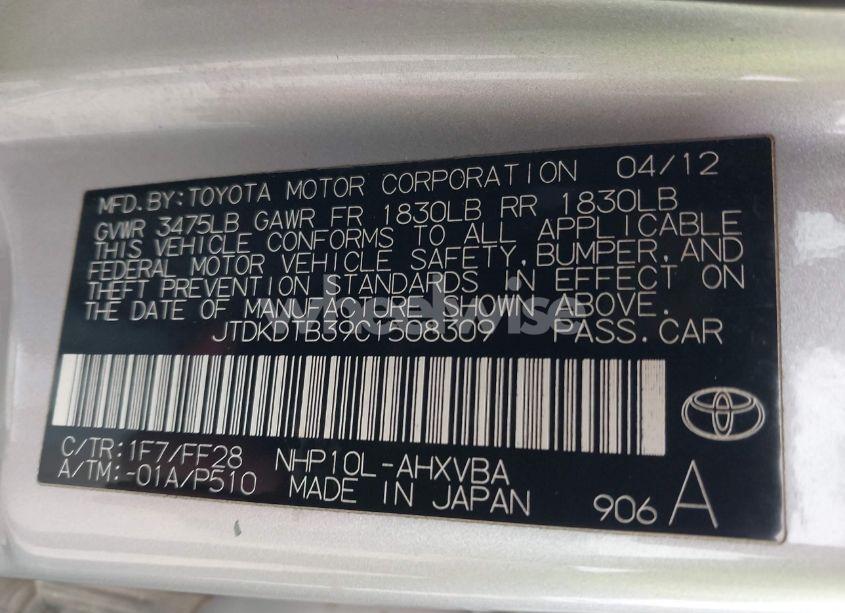 MFD. BY: TOYOTA MOTOR CORPORATION 04/12
GVWR 3475LB GAWR FR 1830LB RR 1830LB
THIS VEHICLE CONFORMS TO ALL APPLICABLE
FEDERAL MOTOR VEHICLE SAFETY, BUMPER, AND
THEFT PREVENTION STANDARDS IN EFFECT ON
THE DATE OF MANUFACTURE SHOWN ABOVE.
JTDKDTB39C1508309 PASS. CAR
C/TR: 1F7/FF28 NHP10L-AHXVBA
A/TM: -01A/P510 MADE IN JAPAN
906 A